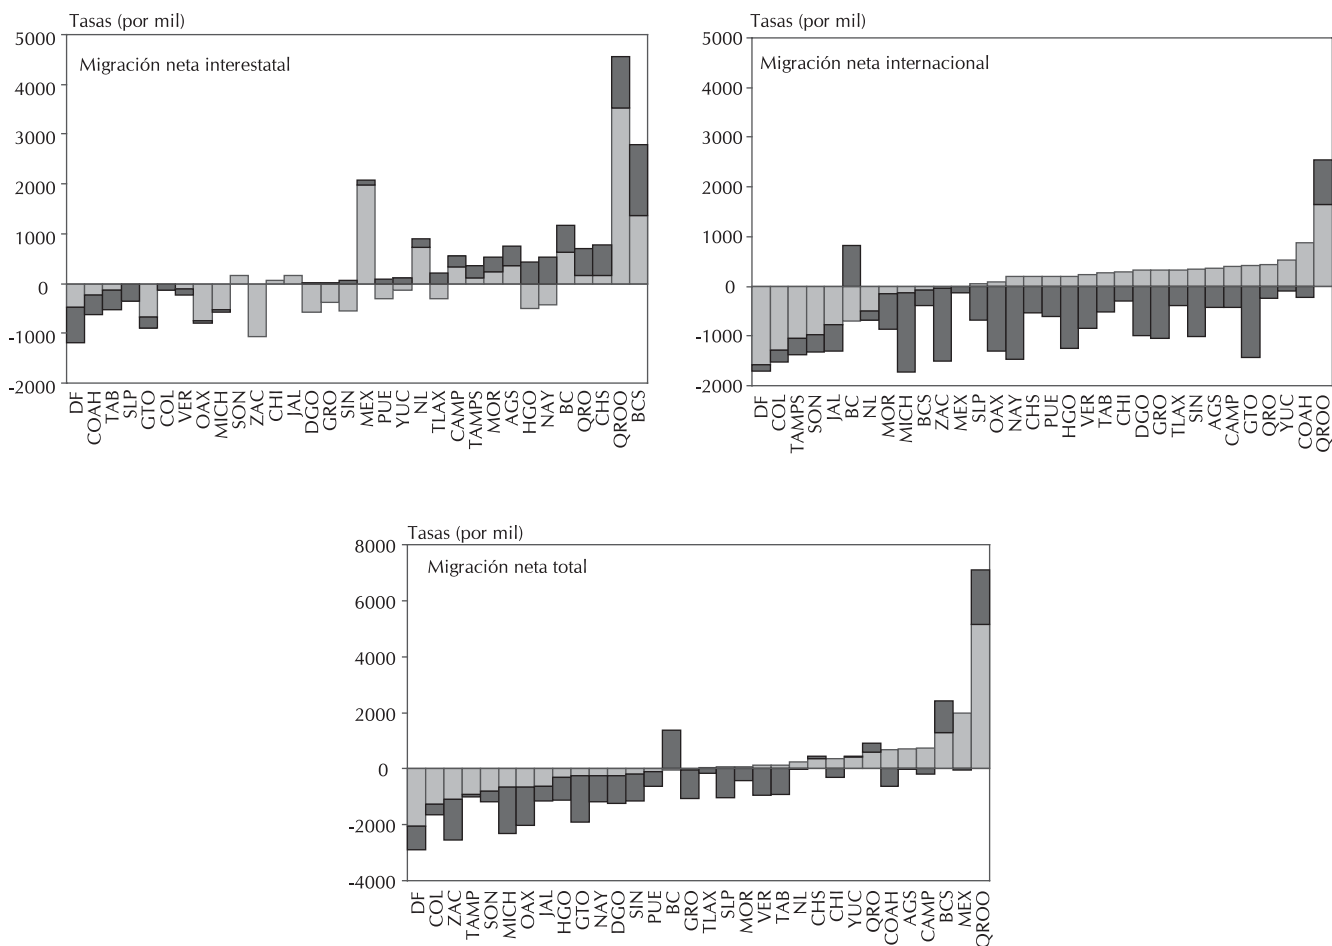 Tasas (por mil)
Migración neta interestatal
5000
4000
3000
2000
1000
0
-1000
-2000
DF COAH TAB SLP GTO COL VER OAX MICH SON ZAC CHI JAL DGO GRO SIN MEX PUE YUC NL TLAX CAMP TAMPS MOR AGS HGO NAY BC QRO CHS QROO BCS
Tasas (por mil)
Migración neta internacional
5000
4000
3000
2000
1000
0
-1000
-2000
DF COL TAMPS SON JAL BC NL MOR MICH BCS ZAC MEX SLP OAX NAY CHS PUE HGO VER TAB CHI DGO GRO TLAX SIN AGS CAMP GTO QRO YUC COAH QROO
Tasas (por mil)
Migración neta total
8000
6000
4000
2000
0
-2000
-4000
DF COL ZAC TAMP SON MICH OAX JAL HGO GTO NAY DGO SIN PUE BC GRO TLAX SLP MOR VER TAB NL CHS CHI YUC QRO COAH AGS CAMP BCS MEX QROO